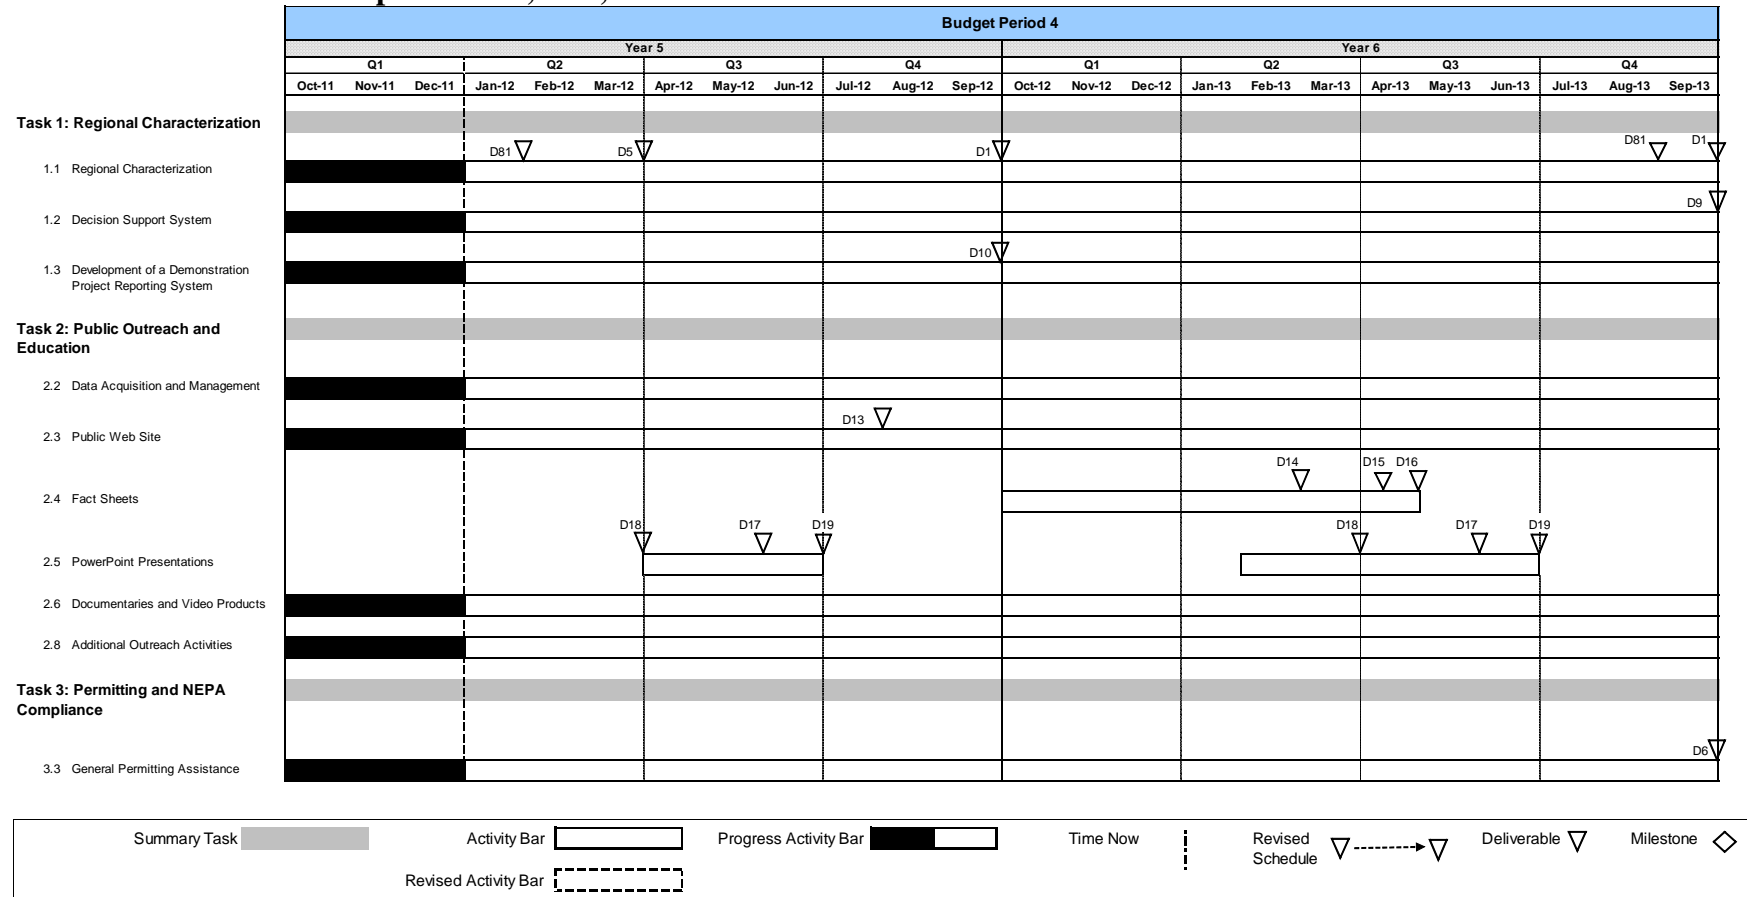 Budget Period 4
Year 5 Year 6
Q1 Q2 Q3 Q4 Q1 Q2 Q3 Q4
Oct-11 Nov-11 Dec-11 Jan-12 Feb-12 Mar-12 Apr-12 May-12 Jun-12 Jul-12 Aug-12 Sep-12 Oct-12 Nov-12 Dec-12 Jan-13 Feb-13 Mar-13 Apr-13 May-13 Jun-13 Jul-13 Aug-13 Sep-13
Task 1: Regional Characterization
D81 D5 D1 D81 D1
1.1 Regional Characterization
D9
1.2 Decision Support System
D10
1.3 Development of a Demonstration
Project Reporting System
Task 2: Public Outreach and
Education
2.2 Data Acquisition and Management
D13
2.3 Public Web Site
D14 D15 D16
2.4 Fact Sheets
D18 D17 D19 D18 D17 D19
2.5 PowerPoint Presentations
2.6 Documentaries and Video Products
2.8 Additional Outreach Activities
Task 3: Permitting and NEPA
Compliance
D6
3.3 General Permitting Assistance
Summary Task Activity Bar Progress Activity Bar Time Now Revised Deliverable Milestone
Schedule
Revised Activity Bar